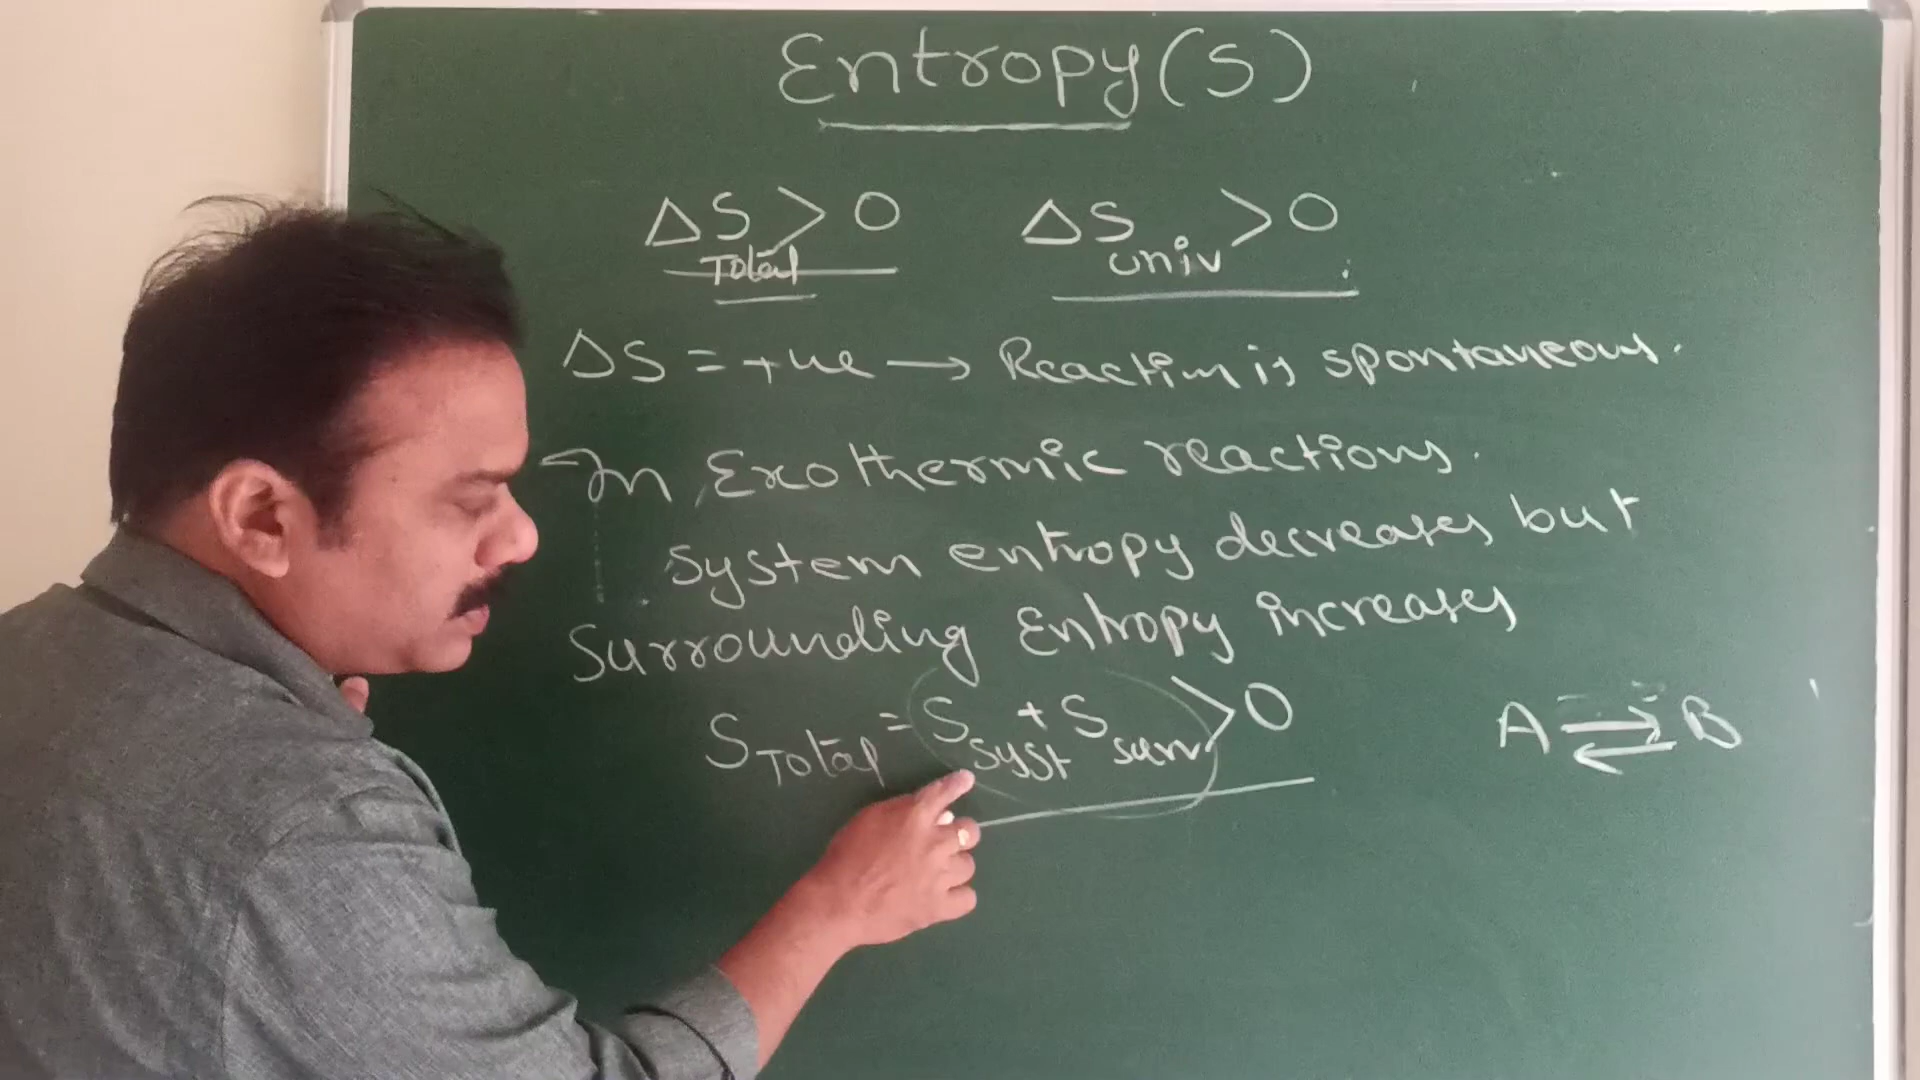 Entropy (S)
ΔS Total > 0 ΔS univ > 0
ΔS = +ve → Reaction is spontaneous.
In Exothermic reactions.
system entropy decreases but
Surrounding Entropy increases
S Total = S syst + S surr > 0
A ⇌ B